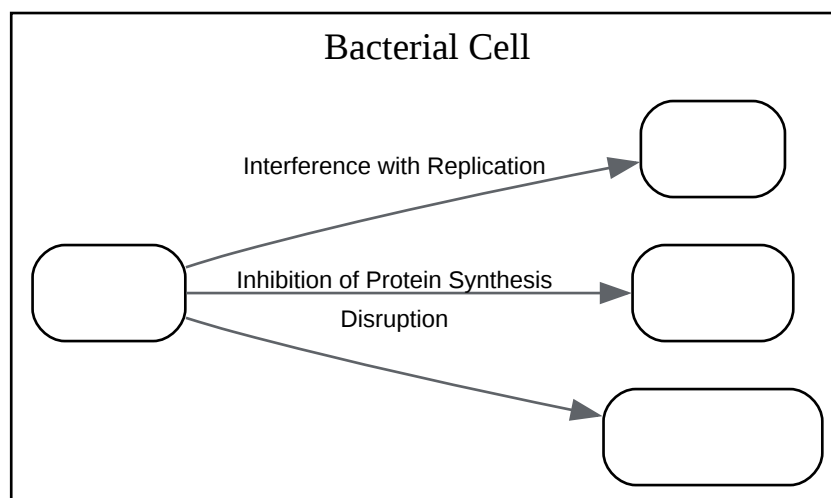 Bacterial Cell
Interference with Replication
Inhibition of Protein Synthesis
Disruption